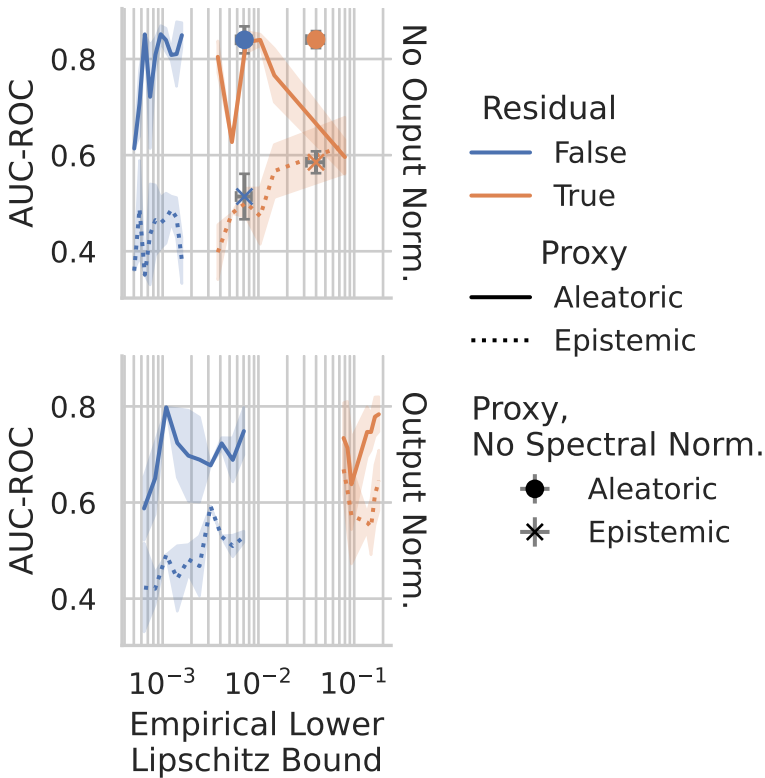 AUC-ROC
0.8
0.6
0.4
No Ouput Norm.
AUC-ROC
0.8
0.6
0.4
Output Norm.
10⁻³ 10⁻² 10⁻¹
Empirical Lower
Lipschitz Bound
Residual
False
True
Proxy
Aleatoric
Epistemic
Proxy,
No Spectral Norm.
Aleatoric
Epistemic